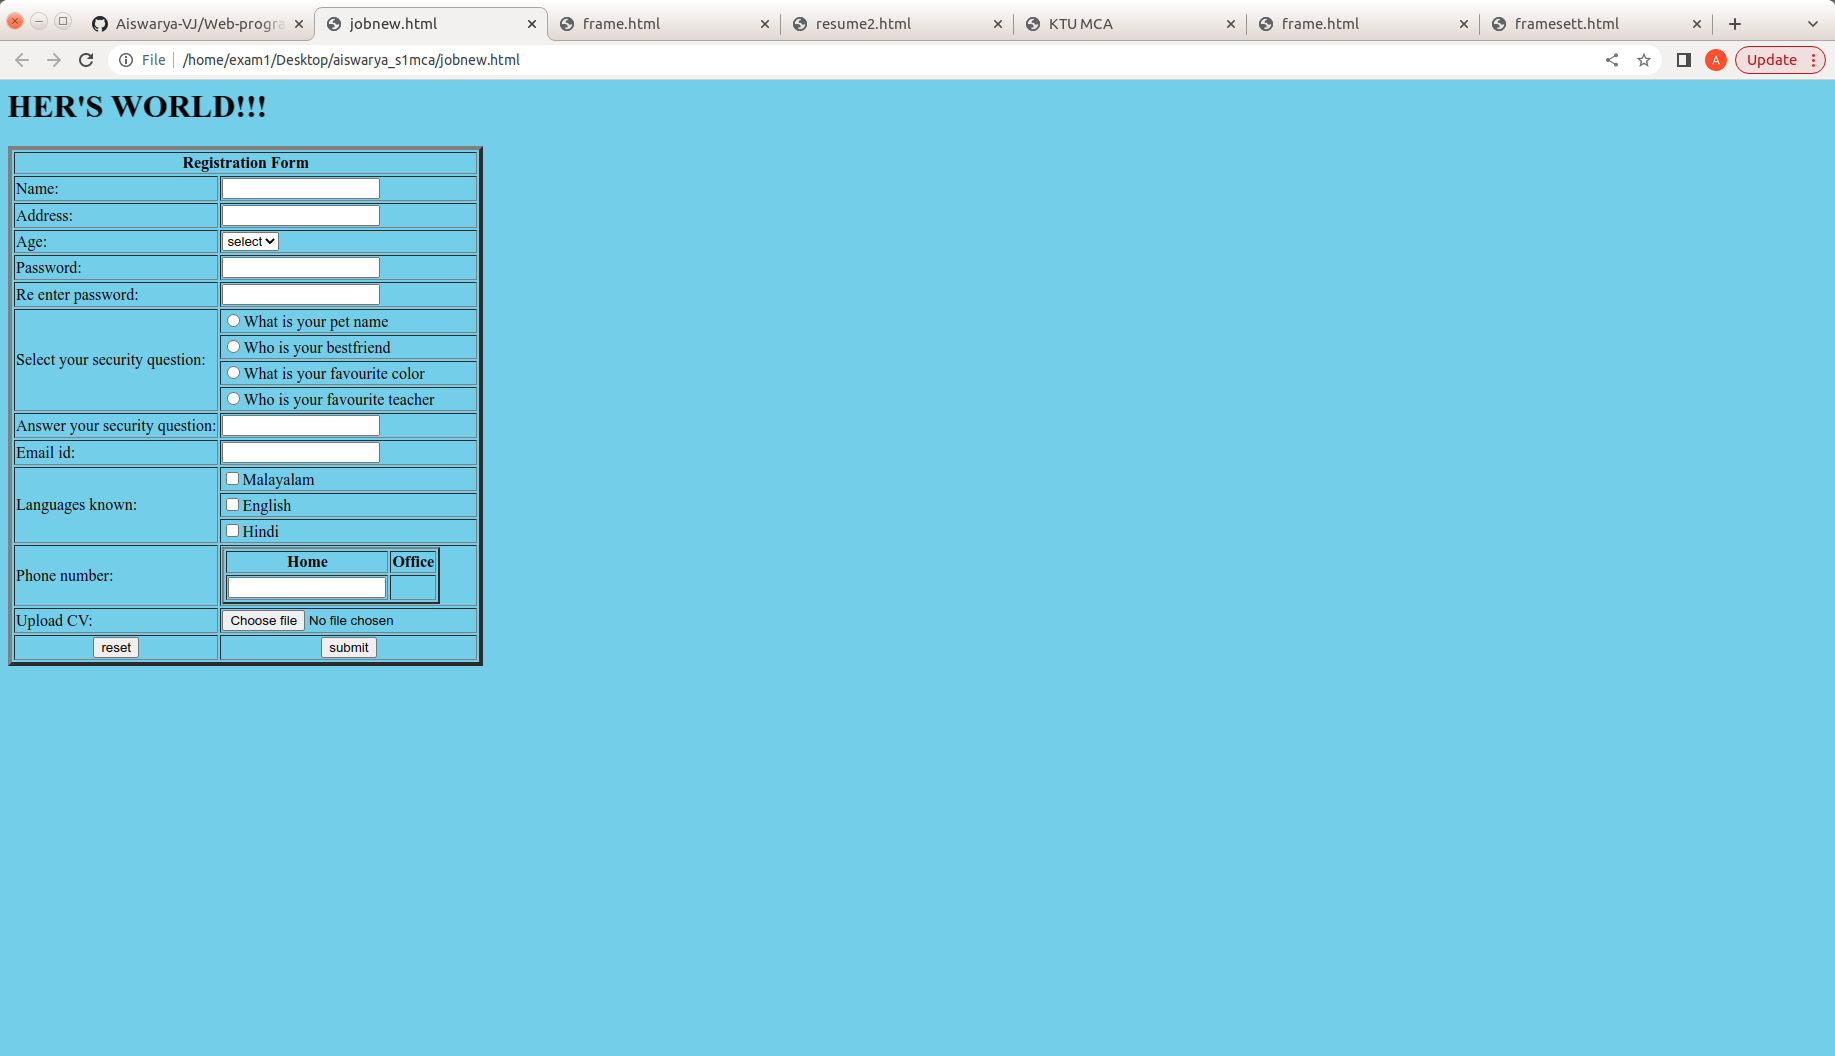 Aiswarya-VJ/Web-progra
jobnew.html
frame.html
resume2.html
KTU MCA
frame.html
framesett.html
File
/home/exam1/Desktop/aiswarya_s1mca/jobnew.html
A
Update
HER'S WORLD!!!
Registration Form
Name:
Address:
Age: select
Password:
Re enter password:
Select your security question:
What is your pet name
Who is your bestfriend
What is your favourite color
Who is your favourite teacher
Answer your security question:
Email id:
Languages known:
Malayalam
English
Hindi
Phone number:
Home Office
Upload CV: Choose file No file chosen
reset submit